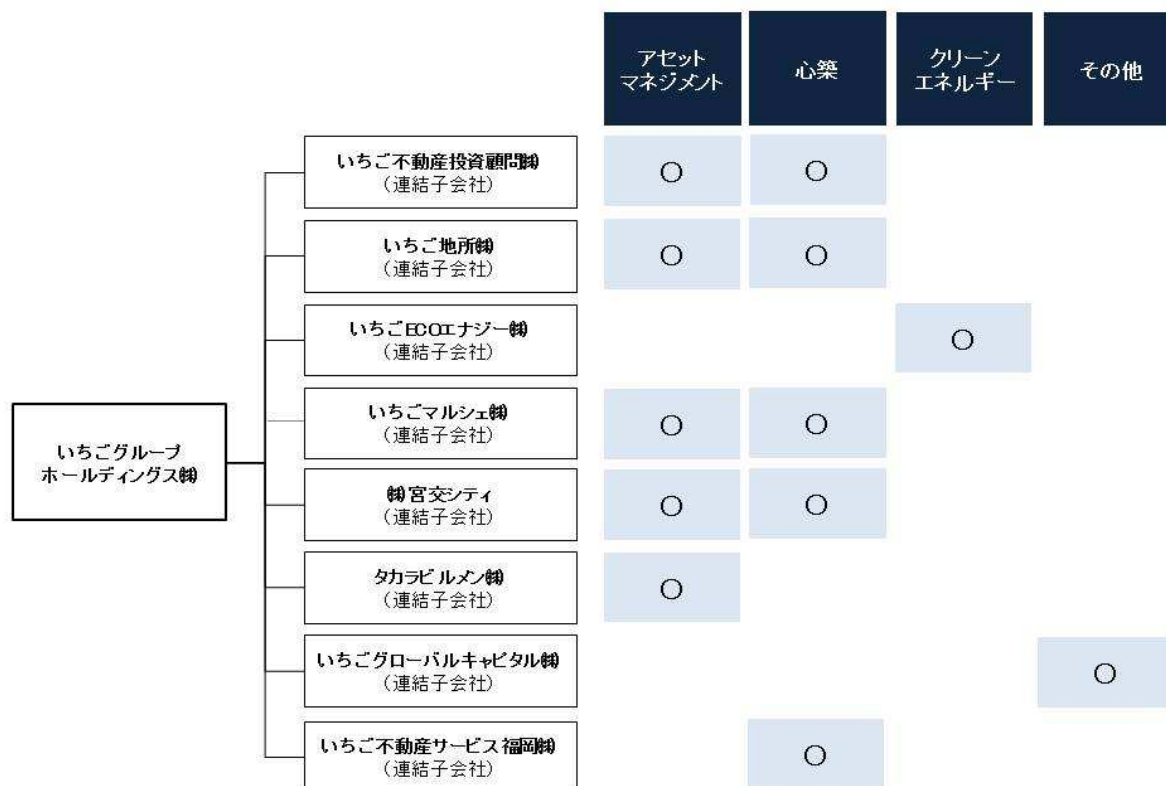 アセット
マネジメント
心築
クリーン
エネルギー
その他
いちご不動産投資顧問㈱
（連結子会社）
○
○
いちご地所㈱
（連結子会社）
○
○
いちごECOエナジー㈱
（連結子会社）
○
いちごマルシェ㈱
（連結子会社）
○
○
いちごグループ
ホールディングス㈱
㈱宮交シティ
（連結子会社）
○
○
タカラビルメン㈱
（連結子会社）
○
いちごグローバルキャピタル㈱
（連結子会社）
○
いちご不動産サービス福岡㈱
（連結子会社）
○